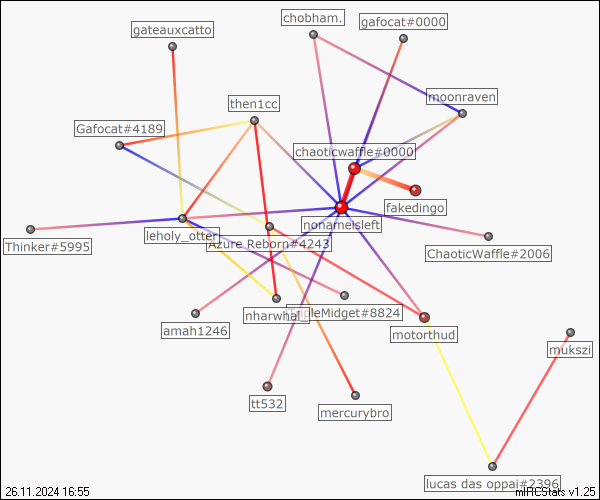 chobham.
gafocat#0000
gateauxcatto
moonraven
then1cc
Gafocat#4189
chaoticwaffle#0000
fakedingo
nonameisleft
leholy_otter
Azure Reborn#4243
Thinker#5995
ChaoticWaffle#2006
nharwhal
TripleMidget#8824
amah1246
motorthud
mukszi
tt532
mercurybro
lucas das oppai#2396
26.11.2024 16:55
mIRCStats v1.25